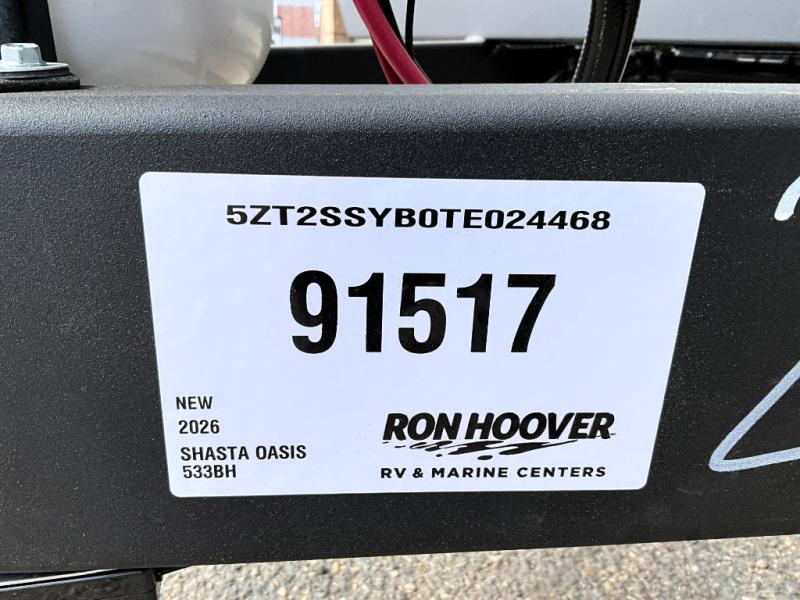 5ZT2SSYB0TE024468
91517
NEW
2026
SHASTA OASIS
533BH
RON HOOVER
RV & MARINE CENTERS